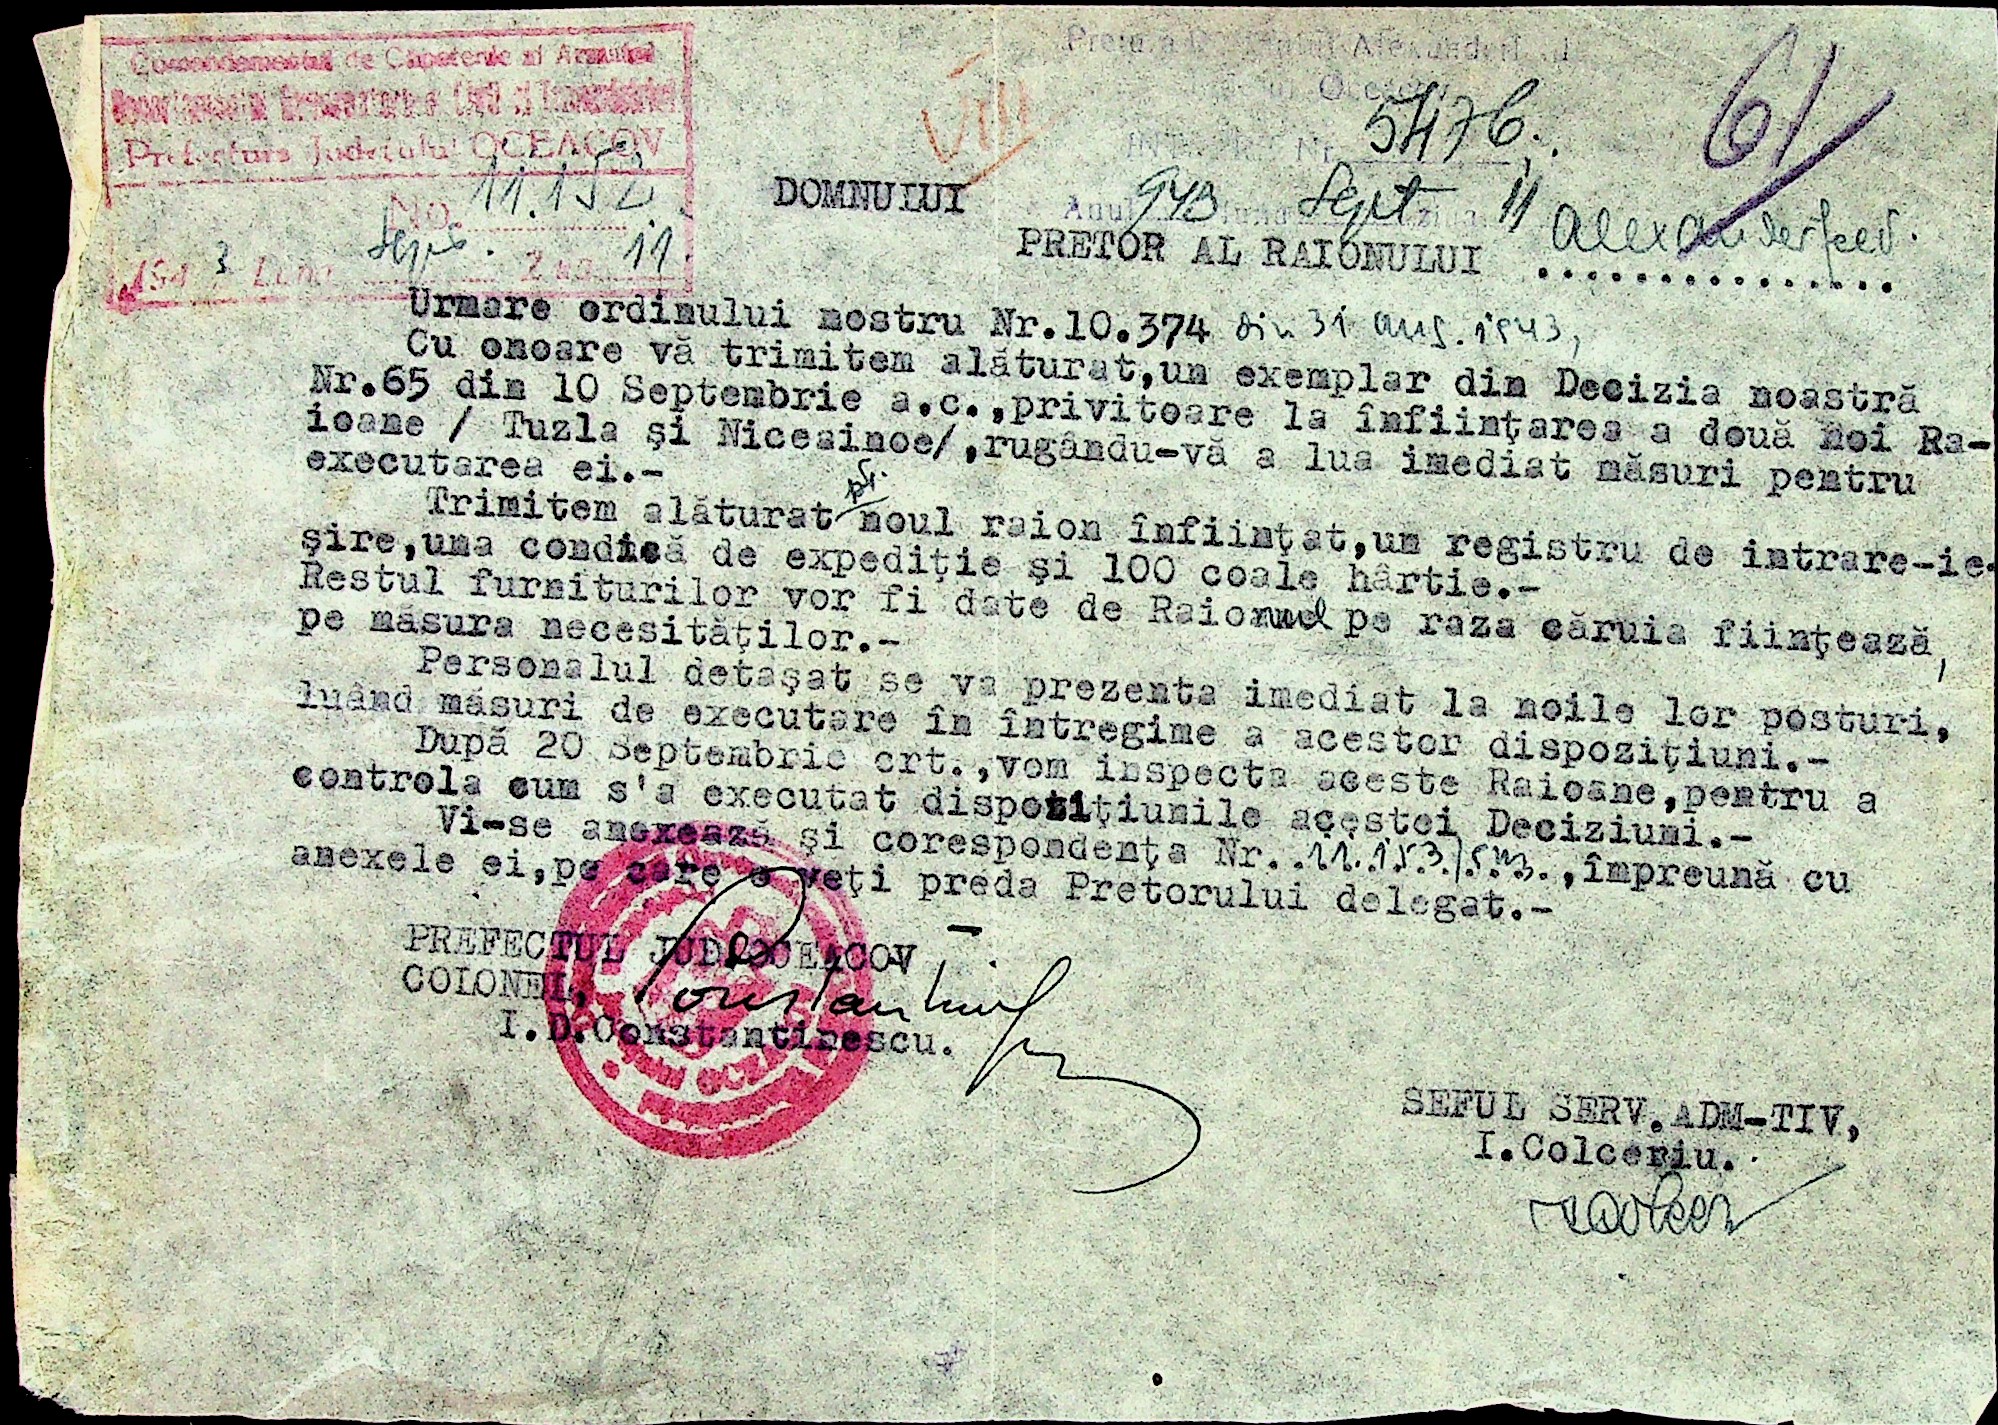 Comandamentul de Capetenie al Armatei
Prefectura Judetului OCEACOV
No. 11.152
194 3 Luna Sept. Ziua 11.
VIII
Nr. 5476
943 Sept 11
61
DOMNULUI
PRETOR AL RAIONULUI Alexanderfeld.
Urmare ordinului nostru Nr.10.374 din 31 aug. 1943,
Cu onoare vă trimitem alăturat,un exemplar din Decizia noastră
Nr.65 din 10 Septembrie a.c.,privitoare la înfiinţarea a două noi Ra-
ioane / Tuzla şi Nicesinoe/,rugându-vă a lua imediat măsuri pentru
executarea ei.-
Trimitem alăturat pt. noul raion înfiinţat,un registru de intrare-ie-
şire,una condică de expediţie şi 100 coale hârtie.-
Restul furniturilor vor fi date de Raionul pe raza căruia fiinţează,
pe măsura necesităţilor.-
Personalul detaşat se va prezenta imediat la noile lor posturi,
luând măsuri de executare în întregime a acestor dispoziţiuni.-
După 20 Septembrie crt.,vom inspecta aceste Raioane,pentru a
controla cum s'a executat dispoziţiunile acestei Deciziuni.-
Vi-se anexează şi corespondenţa Nr..11.153/943.,împreună cu
anexele ei,pe care o veţi preda Pretorului delegat.-
PREFECTUL JUD.OCEACOV
COLONEL,
I.D.Constantinescu.
SEFUL SERV.ADM-TIV,
I.Colceriu.